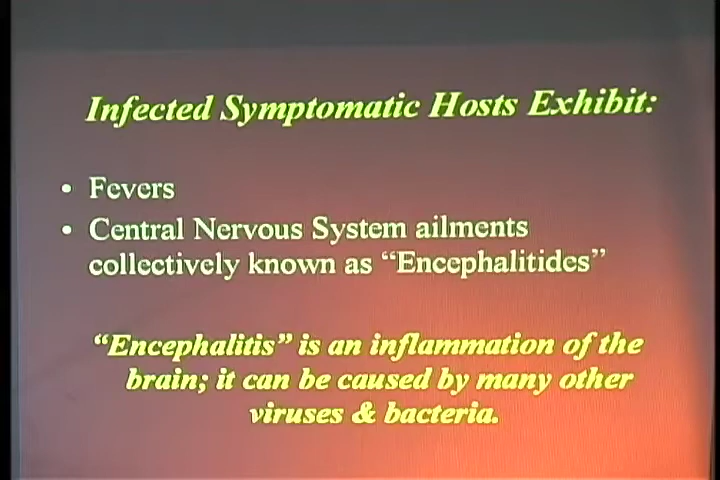 Infected Symptomatic Hosts Exhibit:
• Fevers
• Central Nervous System ailments
collectively known as “Encephalitides”
“Encephalitis” is an inflammation of the
brain; it can be caused by many other
viruses & bacteria.